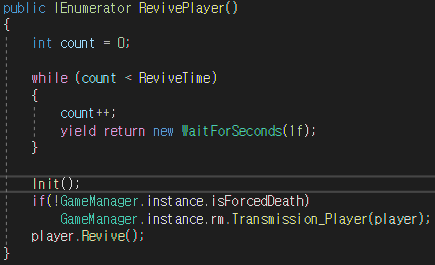 public IEnumerator RevivePlayer()
{
    int count = 0;
    while (count < ReviveTime)
    {
        count++;
        yield return new WaitForSeconds(1f);
    }
    Init();
    if(!GameManager.instance.isForcedDeath)
        GameManager.instance.rm.Transmission_Player(player);
    player.Revive();
}